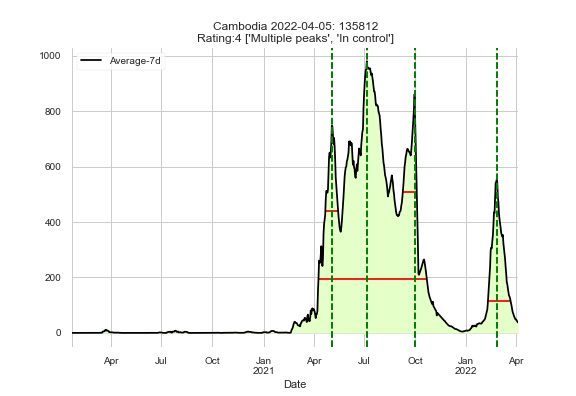 Cambodia 2022-04-05: 135812
Rating:4 ['Multiple peaks', 'In control']
Average-7d
1000
800
600
400
200
0
Apr Jul Oct Jan Apr Jul Oct Jan Apr
2021 2022
Date